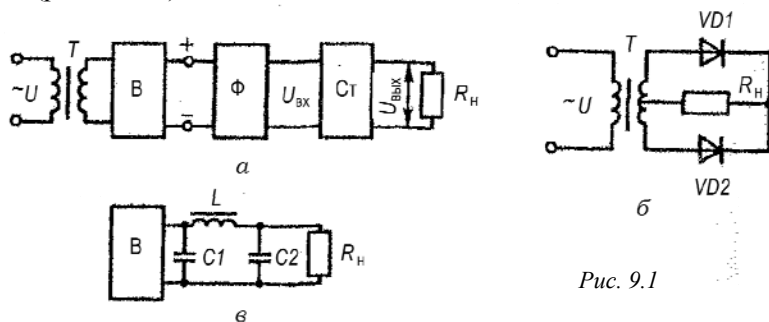 T
~U
В
+
−
Ф
Uвх
Ст
Uвых
Rн
а
VD1
T
~U
Rн
VD2
б
L
В
C1
C2
Rн
в
Рис. 9.1